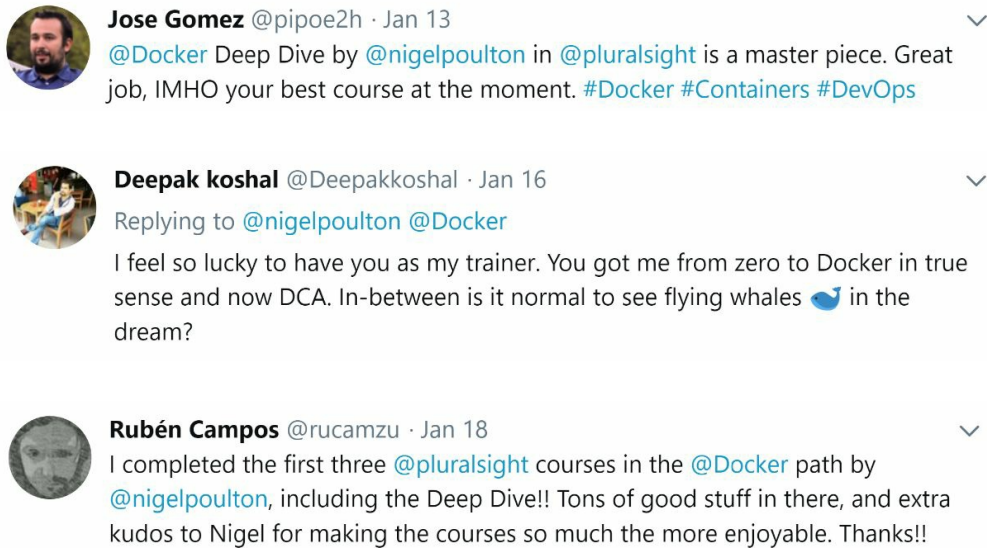 Jose Gomez @pipoe2h · Jan 13
@Docker Deep Dive by @nigelpoulton in @pluralsight is a master piece. Great
job, IMHO your best course at the moment. #Docker #Containers #DevOps
Deepak koshal @Deepakkoshal · Jan 16
Replying to @nigelpoulton @Docker
I feel so lucky to have you as my trainer. You got me from zero to Docker in true
sense and now DCA. In-between is it normal to see flying whales 🐋 in the
dream?
Rubén Campos @rucamzu · Jan 18
I completed the first three @pluralsight courses in the @Docker path by
@nigelpoulton, including the Deep Dive!! Tons of good stuff in there, and extra
kudos to Nigel for making the courses so much the more enjoyable. Thanks!!